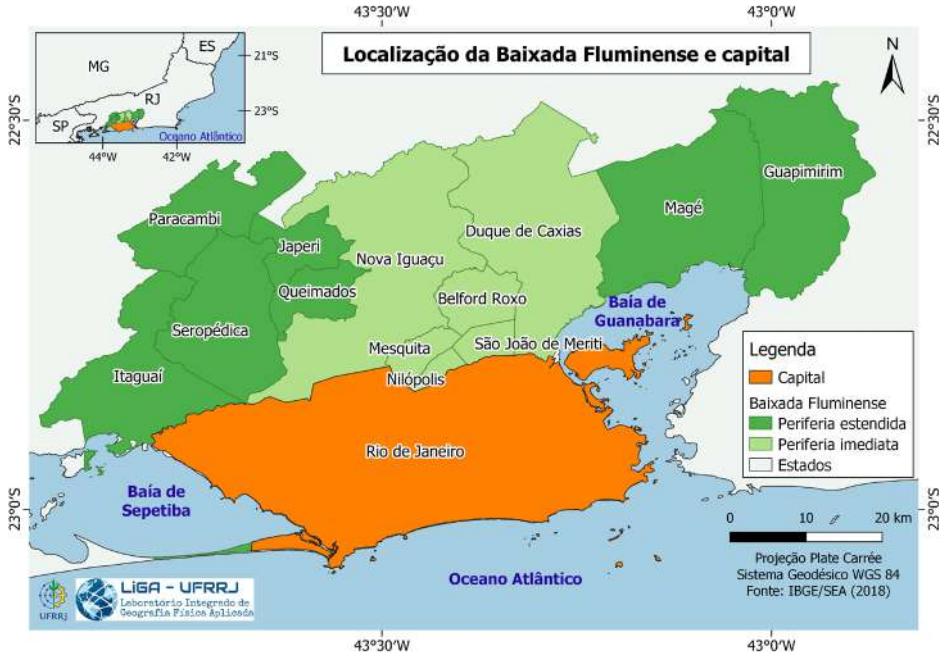 43°30'W
43°0'W
Localização da Baixada Fluminense e capital
N
MG
ES
RJ
SP
Oceano Atlântico
21°S
23°S
44°W
42°W
22°30'S
22°30'S
Guapimirim
Paracambi
Magé
Japeri
Duque de Caxias
Nova Iguaçu
Queimados
Belford Roxo
Baía de
Guanabara
Seropédica
Mesquita
São João de Meriti
Itaguaí
Nilópolis
Rio de Janeiro
Legenda
Capital
Baixada Fluminense
Periferia estendida
Periferia imediata
Estados
Baía de
Sepetiba
23°0'S
23°0'S
0 10 20 km
Projeção Plate Carrée
Sistema Geodésico WGS 84
Fonte: IBGE/SEA (2018)
Oceano Atlântico
UFRRJ
LiGA - UFRRJ
Laboratório Integrado de
Geografia Física Aplicada
43°30'W
43°0'W